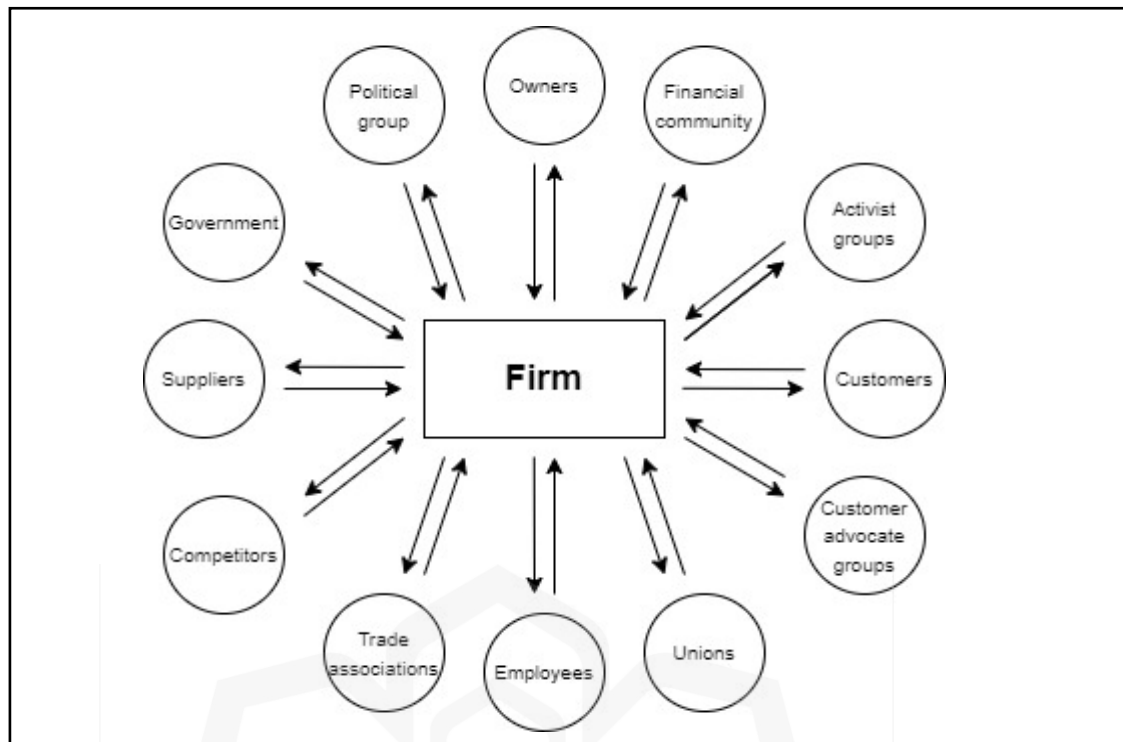 Political
group
Owners
Financial
community
Government
Activist
groups
Suppliers
Firm
Customers
Competitors
Customer
advocate
groups
Trade
associations
Employees
Unions